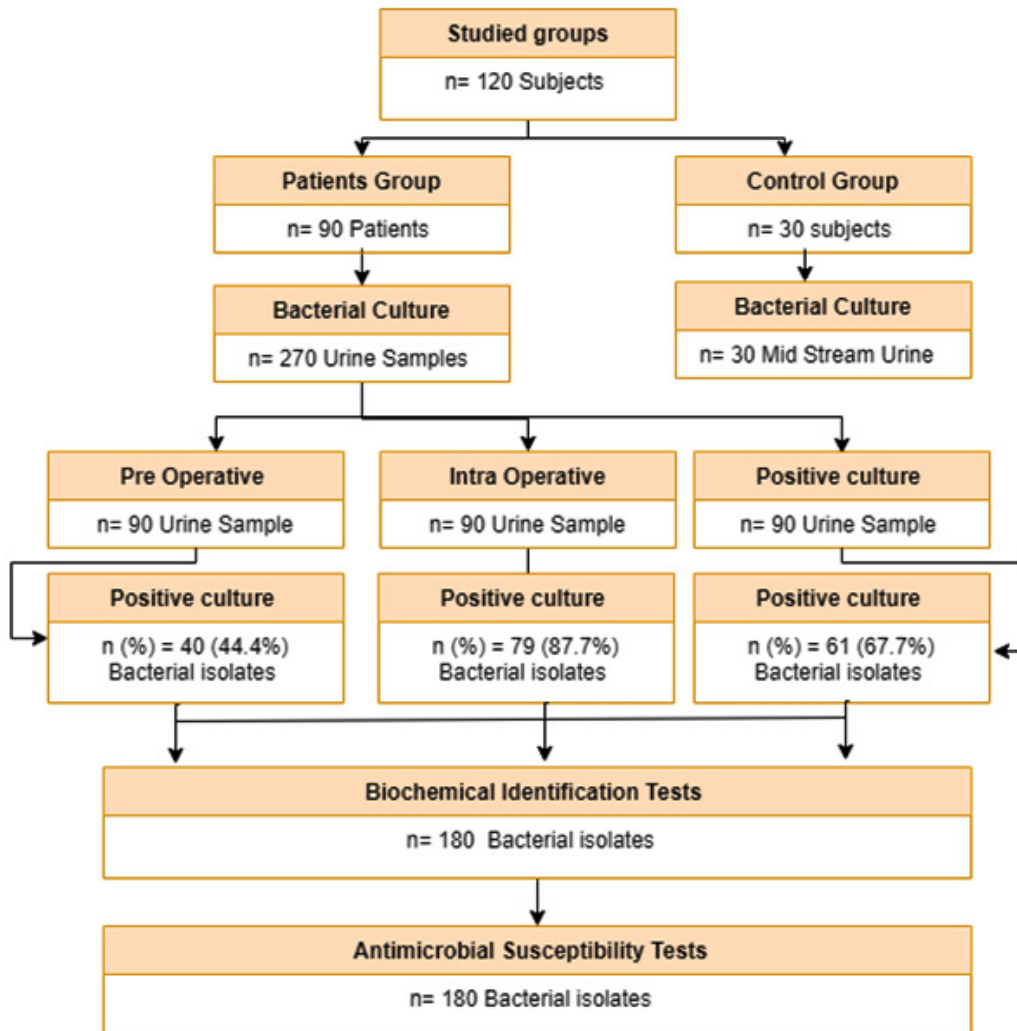 Studied groups
n= 120 Subjects
Patients Group
n= 90 Patients
Control Group
n= 30 subjects
Bacterial Culture
n= 270 Urine Samples
Bacterial Culture
n= 30 Mid Stream Urine
Pre Operative
n= 90 Urine Sample
Intra Operative
n= 90 Urine Sample
Positive culture
n= 90 Urine Sample
Positive culture
n (%) = 40 (44.4%)
Bacterial isolates
Positive culture
n (%) = 79 (87.7%)
Bacterial isolates
Positive culture
n (%) = 61 (67.7%)
Bacterial isolates
Biochemical Identification Tests
n= 180 Bacterial isolates
Antimicrobial Susceptibility Tests
n= 180 Bacterial isolates